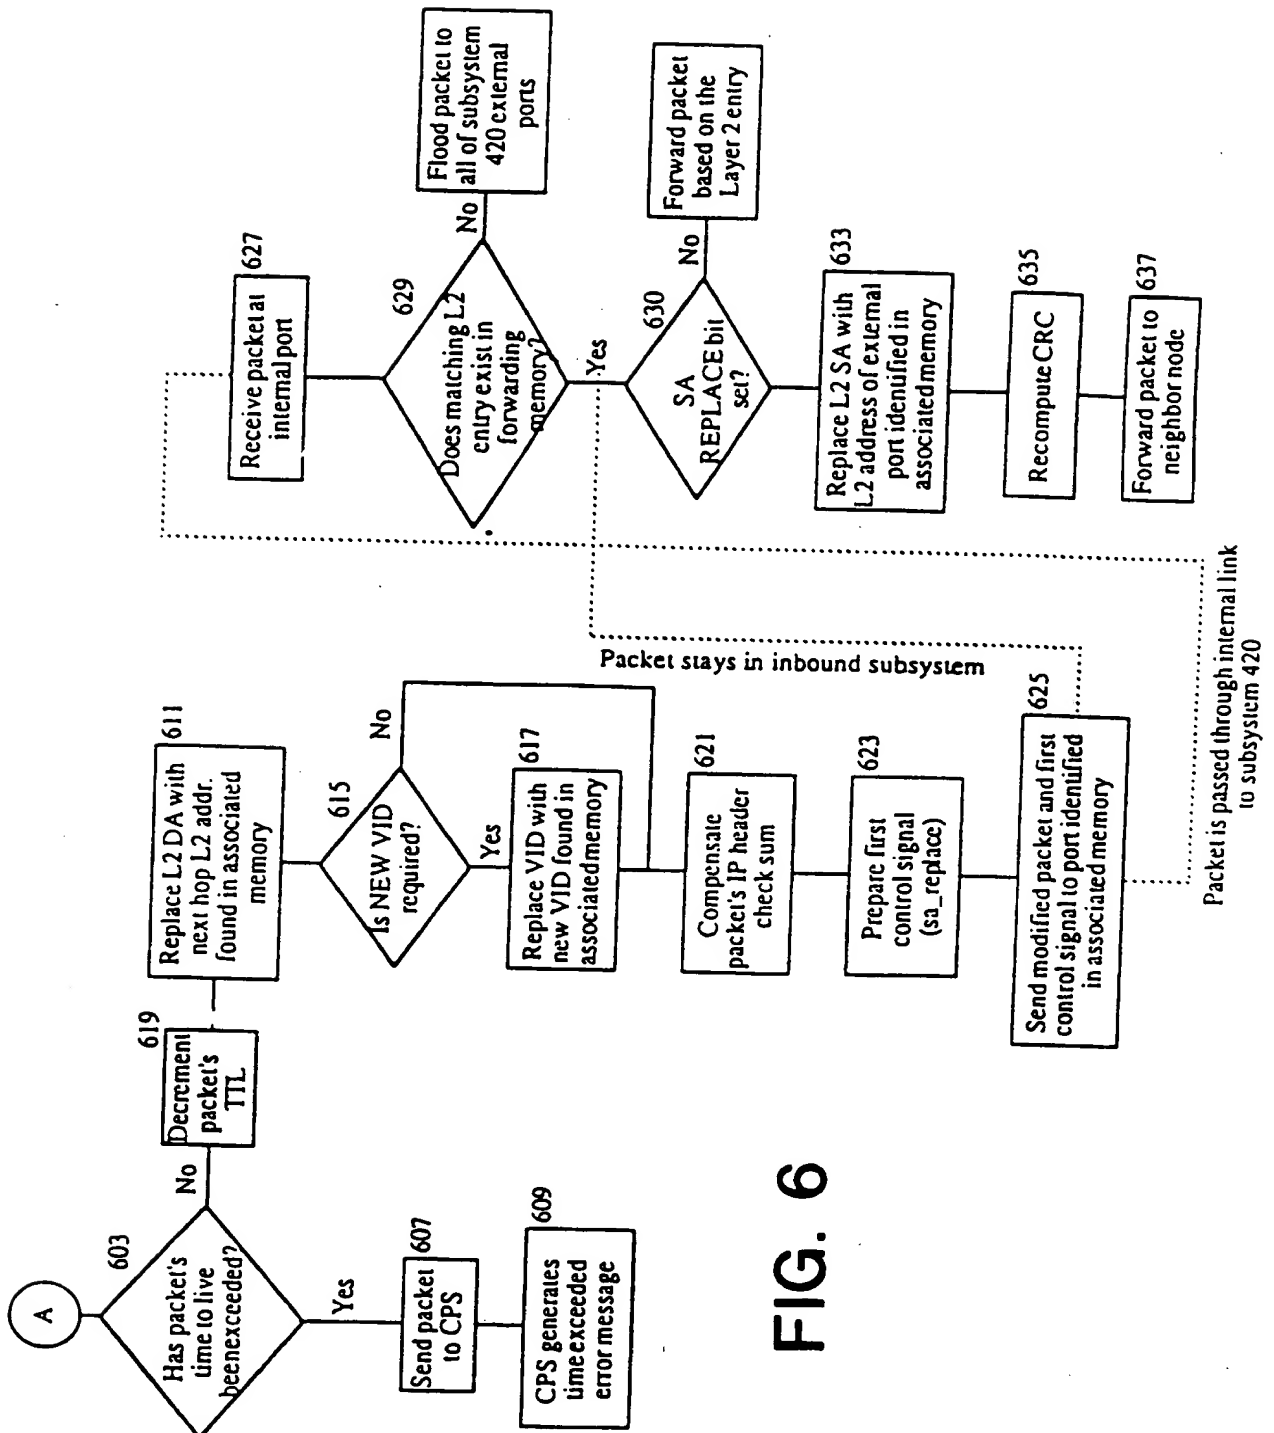 A
603
Has packet's
time to live
been exceeded?
No
Yes
607
Send packet
to CPS
609
CPS generates
time exceeded
error message
619
Decrement
packet's
TTL
611
Replace L2 DA with
next hop L2 addr.
found in associated
memory
615
Is NEW VID
required?
No
Yes
617
Replace VID with
new VID found in
associated memory
621
Compensate
packet's IP header
check sum
623
Prepare first
control signal
(sa_replace)
625
Send modified packet and first
control signal to port identified
in associated memory
Packet stays in inbound subsystem
Packet is passed through internal link
to subsystem 420
627
Receive packet at
internal port
629
Does matching L2
entry exist in
forwarding
memory?
No
Flood packet to
all of subsystem
420 external
ports
Yes
630
SA
REPLACE bit
set?
No
Forward packet
based on the
Layer 2 entry
633
Replace L2 SA with
L2 address of external
port identified in
associated memory
635
Recompute CRC
637
Forward packet to
neighbor node
FIG. 6